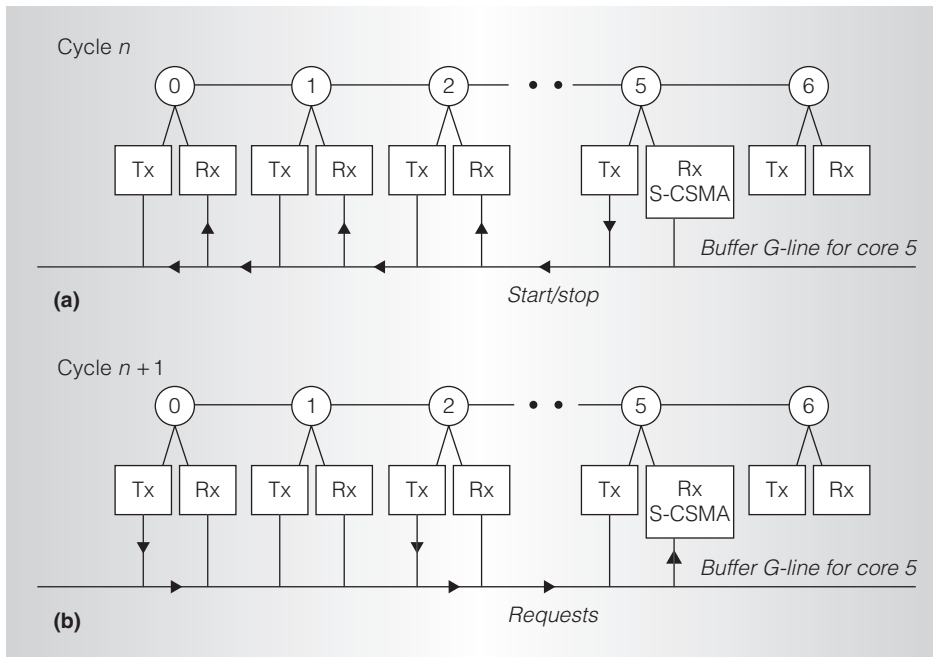 Cycle n
0 1 2 5 6
Tx Rx Tx Rx Tx Rx Tx Rx Tx Rx
S-CSMA
Buffer G-line for core 5
(a)
Start/stop
Cycle n + 1
0 1 2 5 6
Tx Rx Tx Rx Tx Rx Tx Rx Tx Rx
S-CSMA
Buffer G-line for core 5
(b)
Requests